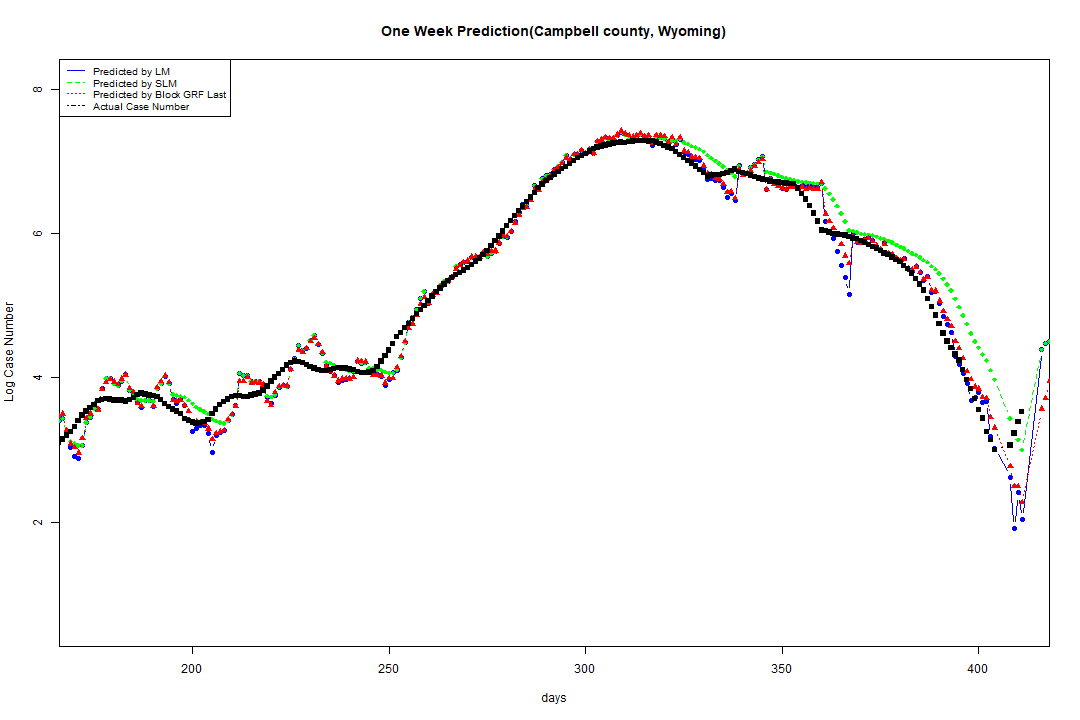 One Week Prediction(Campbell county, Wyoming)
Predicted by LM
Predicted by SLM
Predicted by Block GRF Last
Actual Case Number
8
6
4
2
Log Case Number
200 250 300 350 400
days